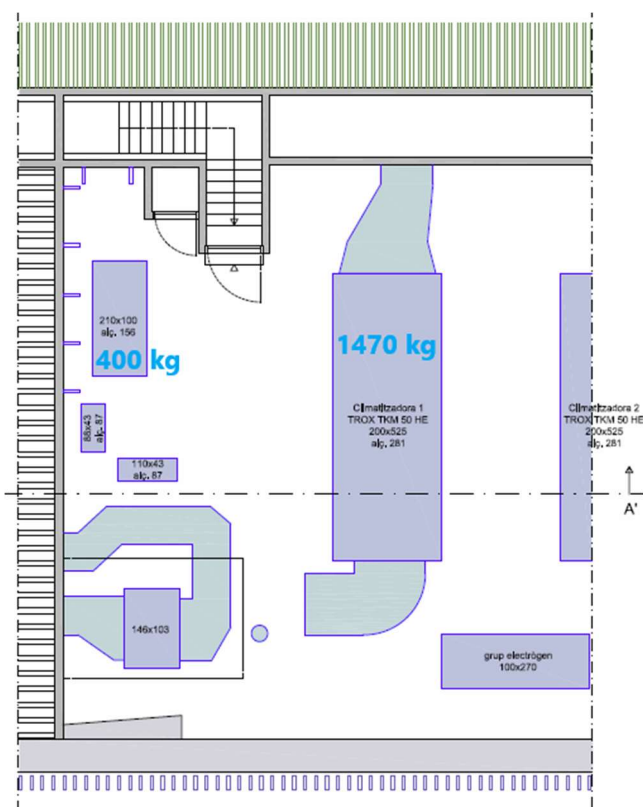 210x100
alç. 156
400 kg
1470 kg
Climatitzadora 1
TROX TKM 50 HE
200x525
alç. 281
Climatitzadora 2
TROX TKM 50 HE
200x525
alç. 281
88x43
alç. 87
110x43
alç. 87
A'
146x103
grup electrògen
100x270